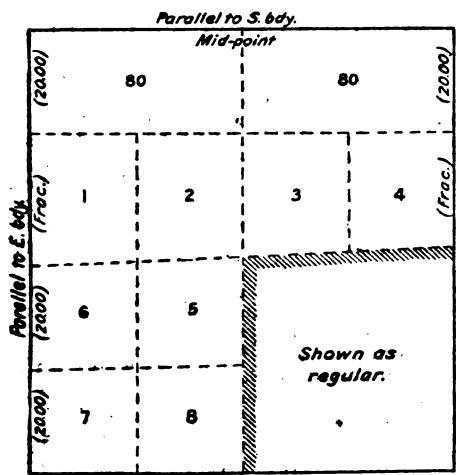 Parallel to S. bdy.
Mid-point
(20.00) 80 80 (20.00)
(Frac.) 1 2 3 4 (Frac.)
Parallel to E. bdy.
(20.00) 6 5
Shown as
regular.
(20.00) 7 8